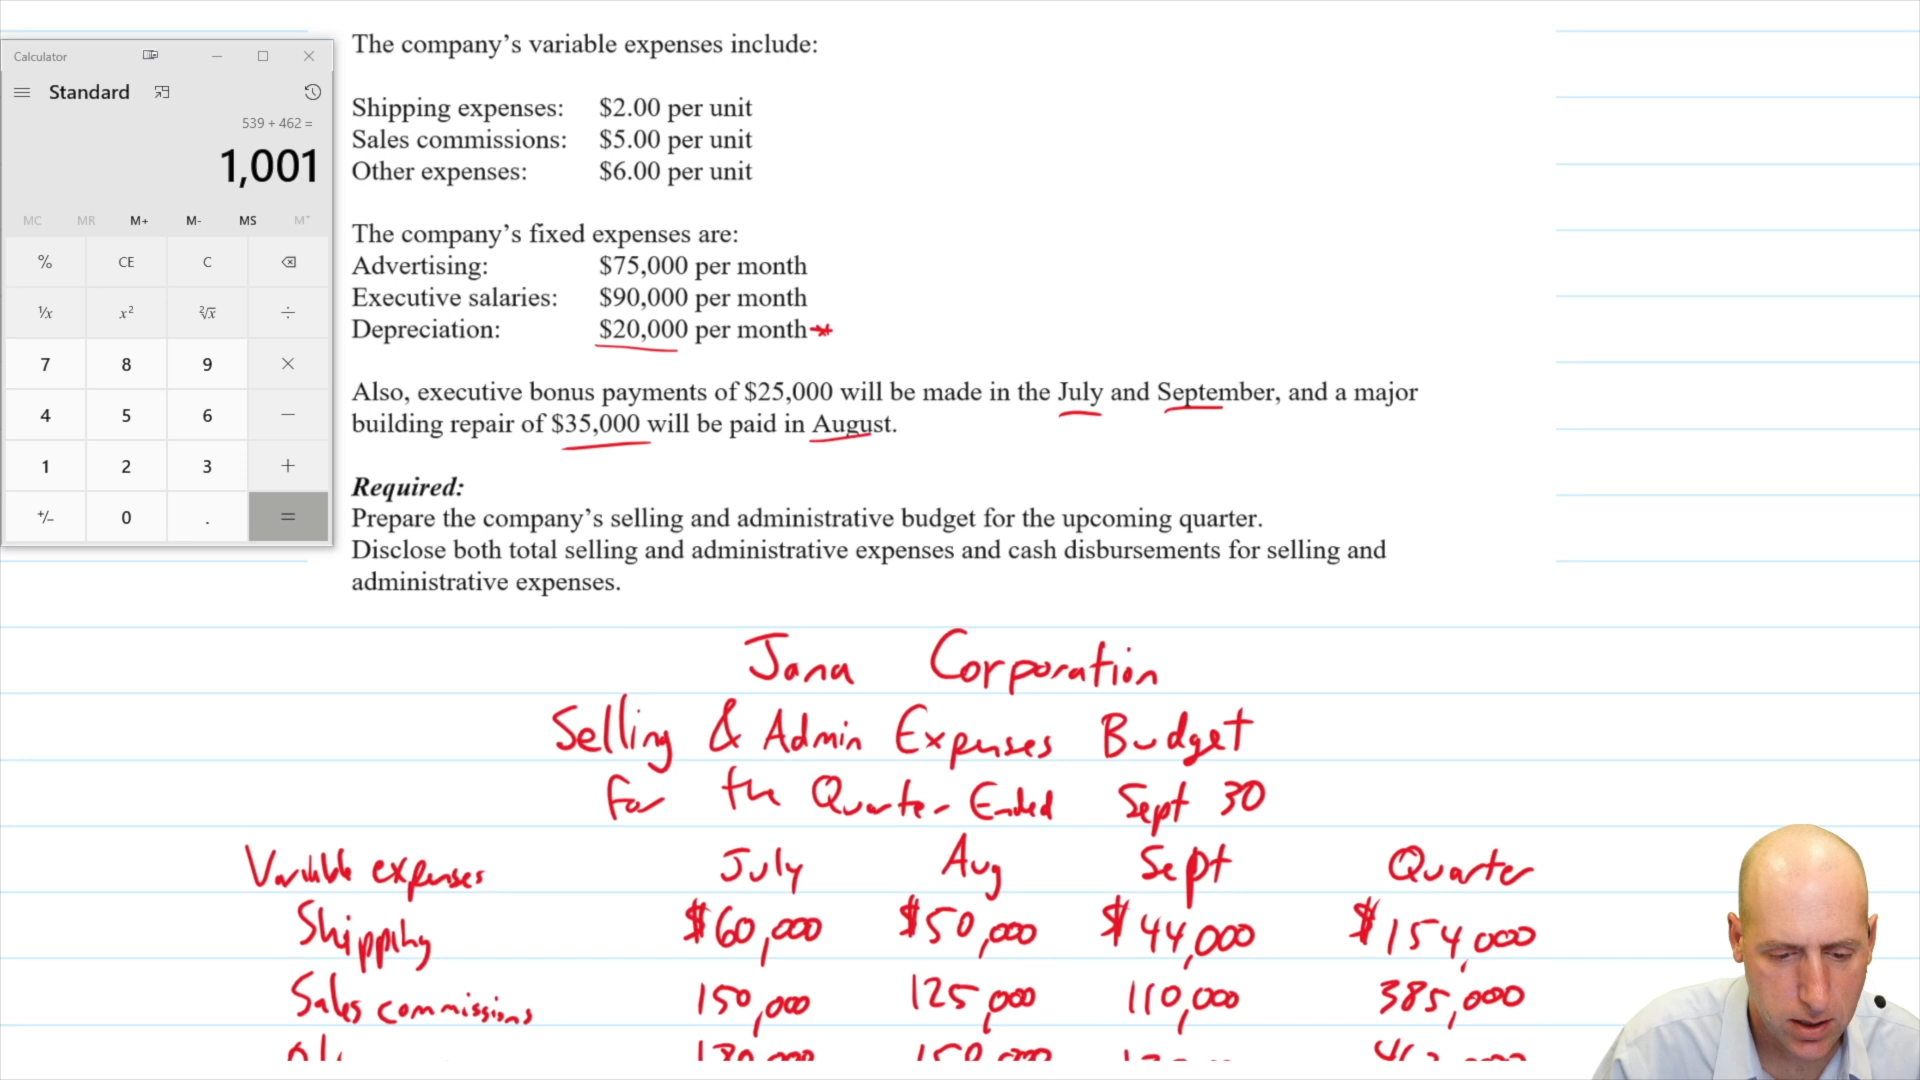 The company’s variable expenses include:
Calculator
Standard
539 + 462 =
1,001
MC MR M+ M- MS M˅
% CE C ⌫
¹/x x² ²√x ÷
7 8 9 ×
4 5 6 −
1 2 3 +
+/− 0 . =
Shipping expenses: $2.00 per unit
Sales commissions: $5.00 per unit
Other expenses: $6.00 per unit
The company’s fixed expenses are:
Advertising: $75,000 per month
Executive salaries: $90,000 per month
Depreciation: $20,000 per month
Also, executive bonus payments of $25,000 will be made in the July and September, and a major
building repair of $35,000 will be paid in August.
Required:
Prepare the company’s selling and administrative budget for the upcoming quarter.
Disclose both total selling and administrative expenses and cash disbursements for selling and
administrative expenses.
Jana Corporation
Selling & Admin Expenses Budget
For the Quarter Ended Sept 30
Variable expenses July Aug Sept Quarter
Shipping $60,000 $50,000 $44,000 $154,000
Sales commissions 150,000 125,000 110,000 385,000